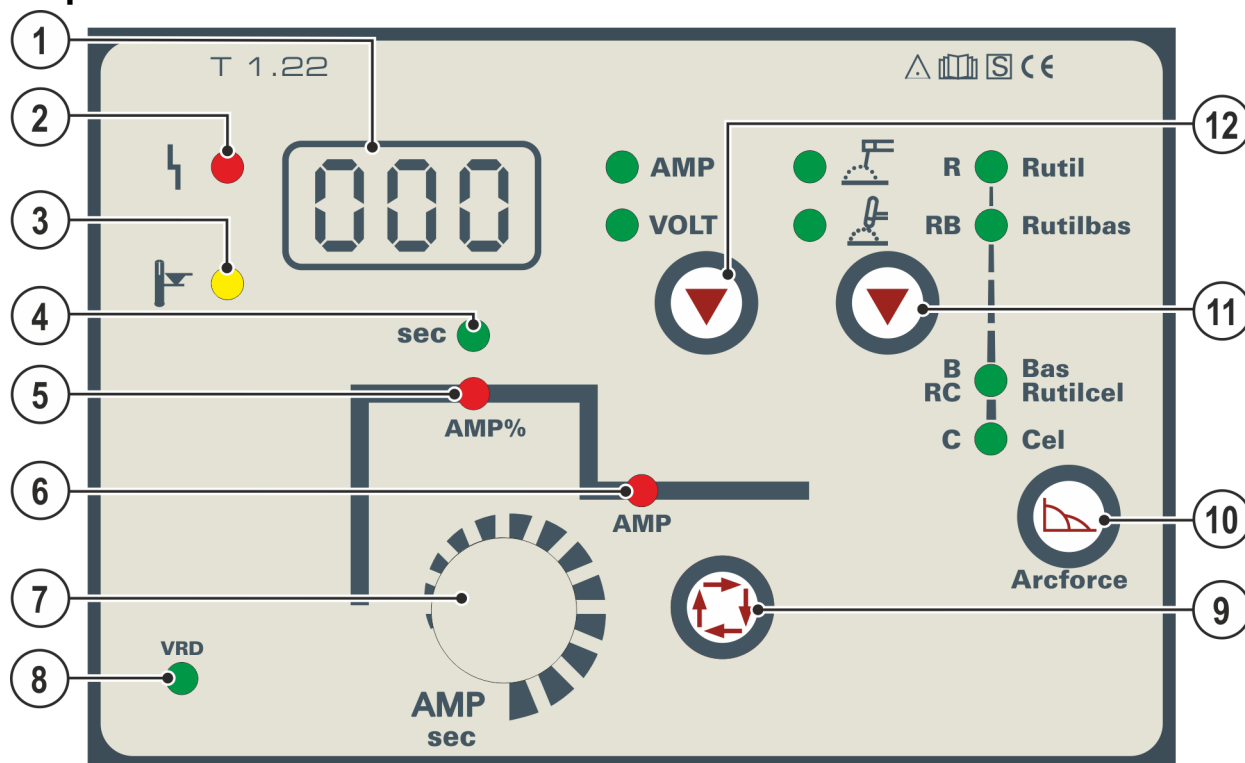 1
T 1.22
S CE
2
12
000
AMP
R Rutil
3
VOLT
RB Rutilbas
4
sec
11
5
B Bas
RC Rutilcel
AMP%
C Cel
6
AMP
10
Arcforce
7
9
VRD
8
AMP
sec